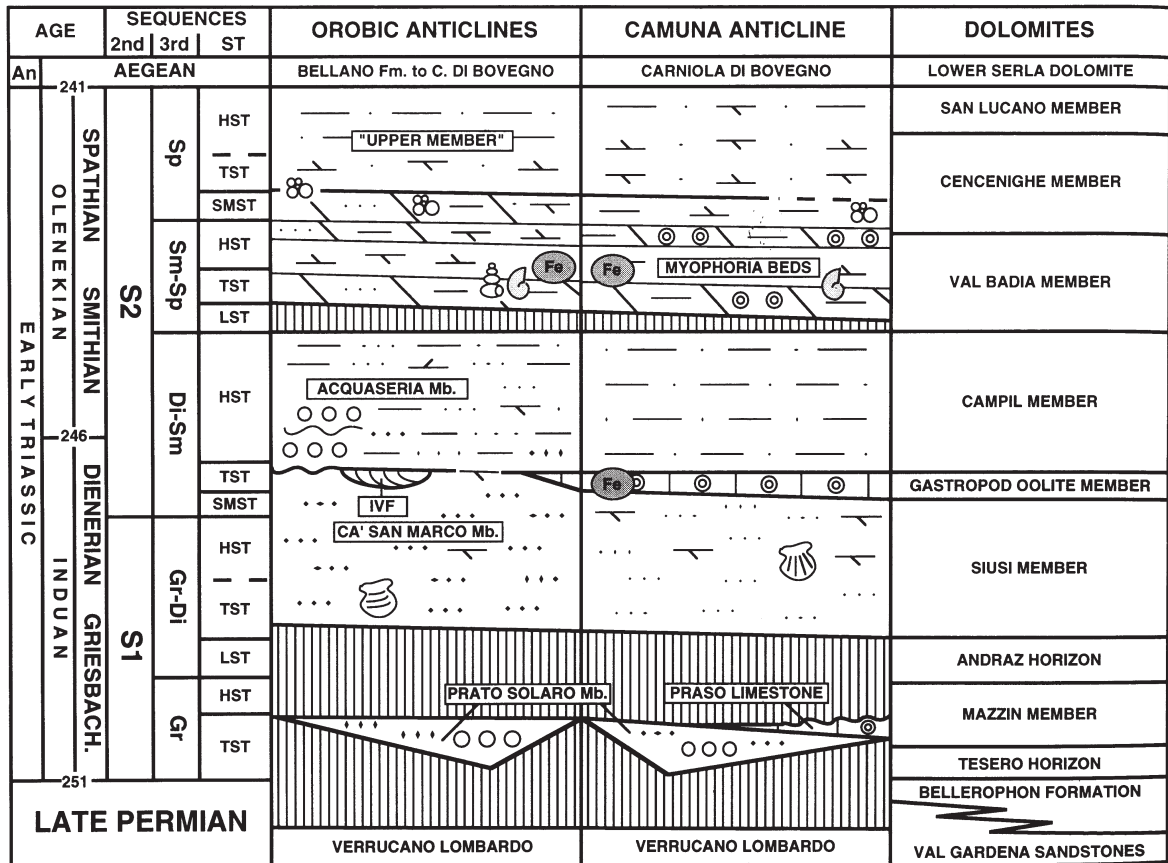 AGE
SEQUENCES
2nd 3rd ST
OROBIC ANTICLINES
CAMUNA ANTICLINE
DOLOMITES
An
AEGEAN
BELLANO Fm. to C. DI BOVEGNO
CARNIOLA DI BOVEGNO
LOWER SERLA DOLOMITE
241
246
251
EARLY TRIASSIC
OLENEKIAN
INDUAN
SPATHIAN
SMITHIAN
DIENERIAN
GRIESBACH.
S2
S1
Sp
Sm-Sp
Di-Sm
Gr-Di
Gr
HST
TST
SMST
HST
TST
LST
HST
TST
SMST
HST
TST
LST
HST
TST
"UPPER MEMBER"
Fe
ACQUASERIA Mb.
IVF
CA' SAN MARCO Mb.
PRATO SOLARO Mb.
Fe
MYOPHORIA BEDS
Fe
PRASO LIMESTONE
SAN LUCANO MEMBER
CENCENIGHE MEMBER
VAL BADIA MEMBER
CAMPIL MEMBER
GASTROPOD OOLITE MEMBER
SIUSI MEMBER
ANDRAZ HORIZON
MAZZIN MEMBER
TESERO HORIZON
BELLEROPHON FORMATION
VAL GARDENA SANDSTONES
LATE PERMIAN
VERRUCANO LOMBARDO
VERRUCANO LOMBARDO